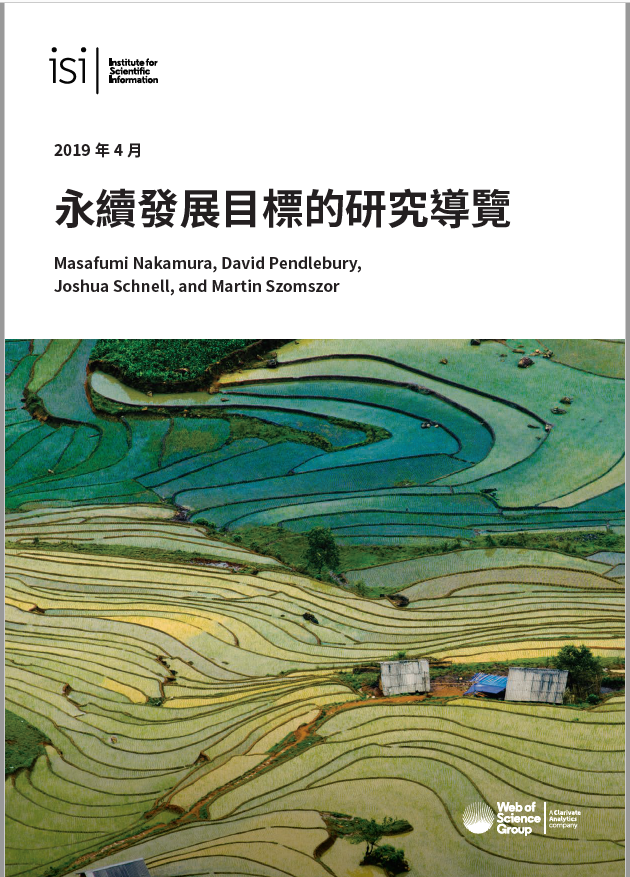 isi
Institute for
Scientific
Information
2019 年 4 月
永續發展目標的研究導覽
Masafumi Nakamura, David Pendlebury,
Joshua Schnell, and Martin Szomszor
Web of
Science
Group
A Clarivate
Analytics
company